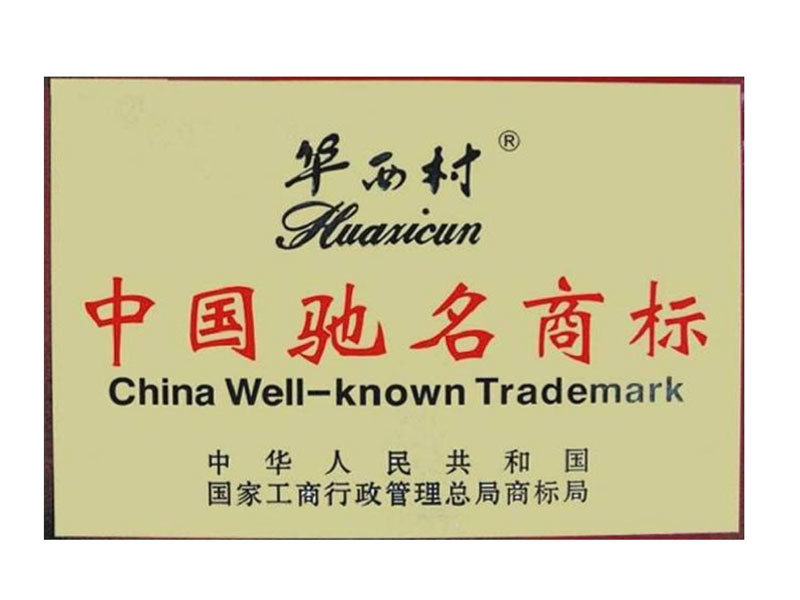 华西村®
Huaxicun
中国驰名商标
China Well-known Trademark
中华人民共和国
国家工商行政管理总局商标局